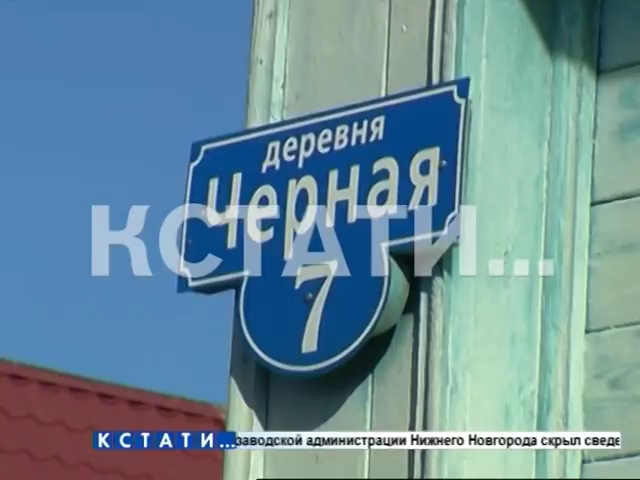 деревня
Черная
КСТАТИ...
7
КСТАТИ... заводской администрации Нижнего Новгорода скрыл сведе